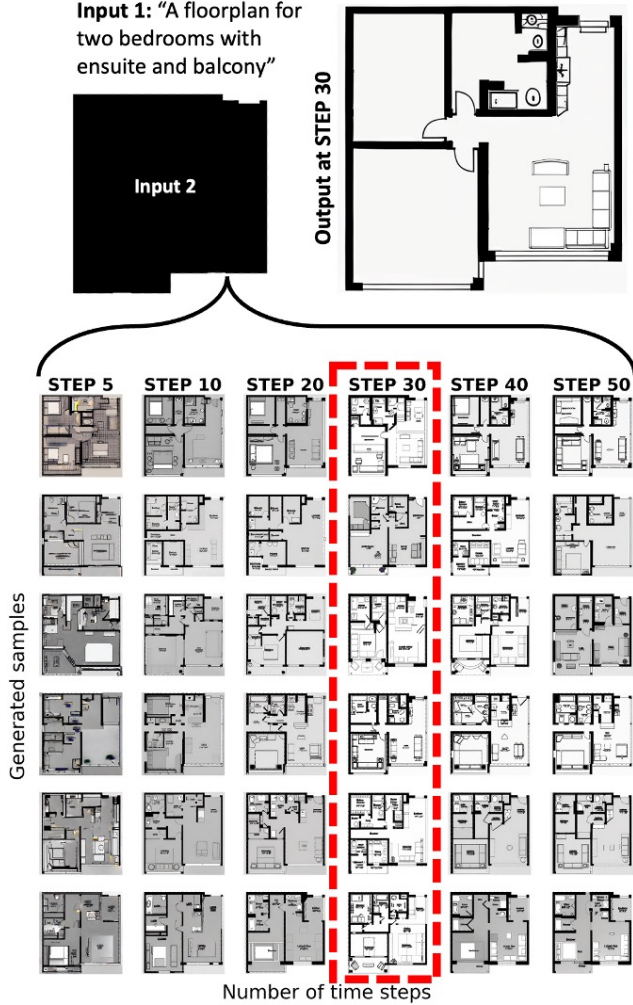 Input 1: “A floorplan for
two bedrooms with
ensuite and balcony”
Input 2
Output at STEP 30
STEP 5 STEP 10 STEP 20 STEP 30 STEP 40 STEP 50
Generated samples
Number of time steps